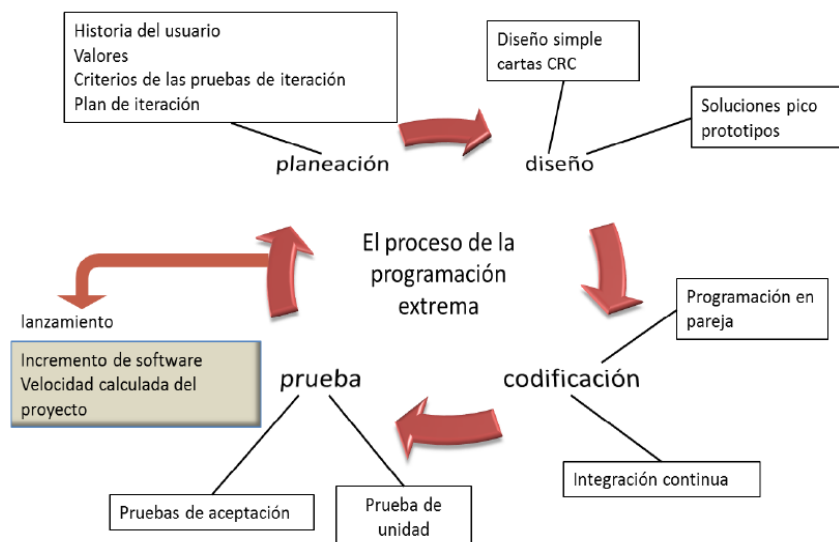 Historia del usuario
Valores
Criterios de las pruebas de iteración
Plan de iteración
Diseño simple
cartas CRC
Soluciones pico
prototipos
planeación
diseño
El proceso de la
programación
extrema
Programación en
pareja
lanzamiento
Incremento de software
Velocidad calculada del
proyecto
prueba
codificación
Integración continua
Pruebas de aceptación
Prueba de
unidad